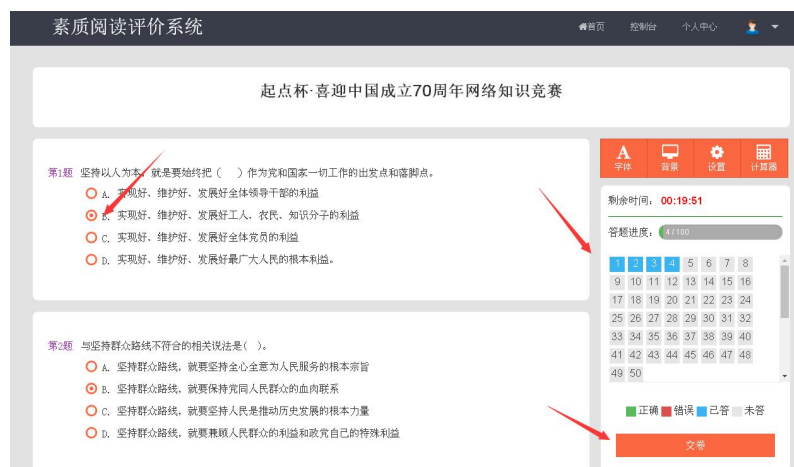 素质阅读评价系统
首页 控制台 个人中心
起点杯·喜迎中国成立70周年网络知识竞赛
第1题 坚持以人为本，就是要始终把（ ）作为党和国家一切工作的出发点和落脚点。
A. 实现好、维护好、发展好全体领导干部的利益
B. 实现好、维护好、发展好工人、农民、知识分子的利益
C. 实现好、维护好、发展好全体党员的利益
D. 实现好、维护好、发展好最广大人民的根本利益。
第2题 与坚持群众路线不符合的相关说法是( )。
A. 坚持群众路线，就要坚持全心全意为人民服务的根本宗旨
B. 坚持群众路线，就要保持党同人民群众的血肉联系
C. 坚持群众路线，就要坚持人民是推动历史发展的根本力量
D. 坚持群众路线，就要兼顾人民群众的利益和政党自己的特殊利益
A
字体 背景 设置 计算器
剩余时间： 00:19:51
答题进度： 4/100
1 2 3 4 5 6 7 8
9 10 11 12 13 14 15 16
17 18 19 20 21 22 23 24
25 26 27 28 29 30 31 32
33 34 35 36 37 38 39 40
41 42 43 44 45 46 47 48
49 50
正确 错误 已答 未答
交卷